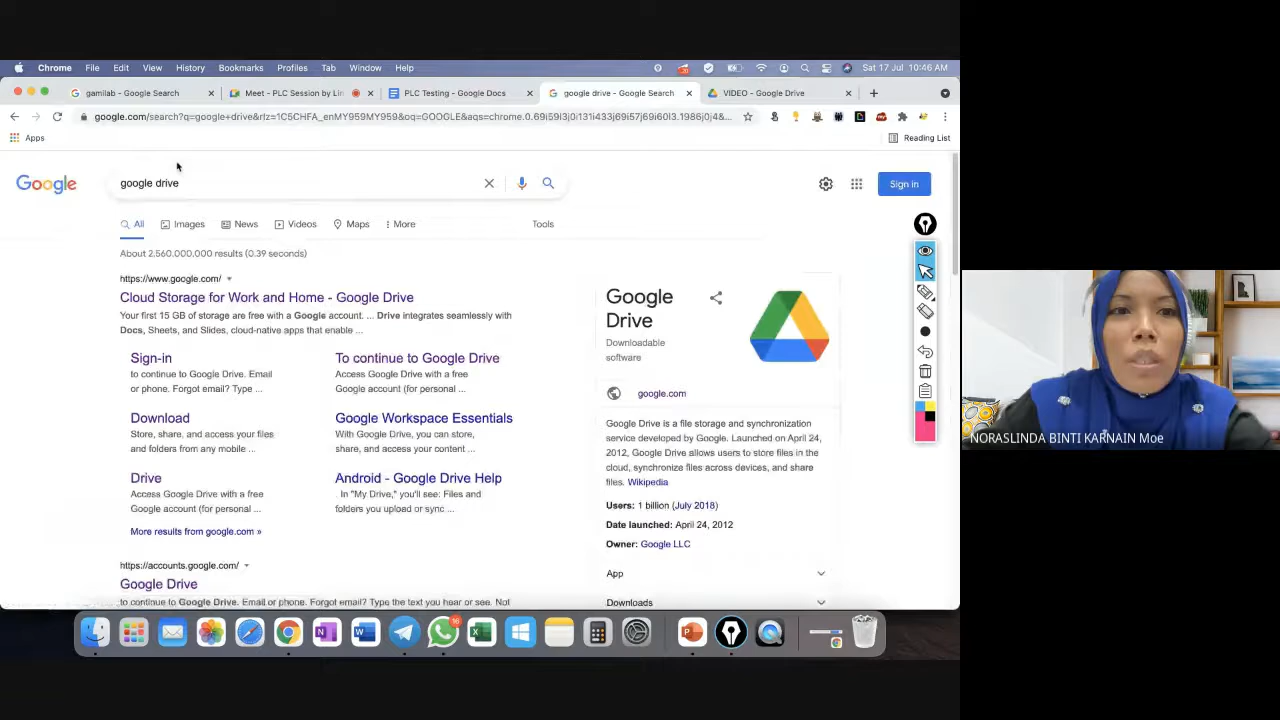 Chrome File Edit View History Bookmarks Profiles Tab Window Help Sat 17 Jul 10:46 AM
gamilab - Google Search Meet - PLC Session by Lin PLC Testing - Google Docs google drive - Google Search VIDEO - Google Drive
google.com/search?q=google+drive&rlz=1C5CHFA_enMY959MY959&oq=GOOGLE&aqs=chrome.0.69i59l3j0i131i433j69i57j69i60l3.1986j0j4&...
Apps Reading List
Google google drive Sign in
All Images News Videos Maps More Tools
About 2,560,000,000 results (0.39 seconds)
https://www.google.com/
Cloud Storage for Work and Home - Google Drive
Your first 15 GB of storage are free with a Google account. ... Drive integrates seamlessly with
Docs, Sheets, and Slides, cloud-native apps that enable ...
Sign-in
to continue to Google Drive. Email
or phone. Forgot email? Type ...
To continue to Google Drive
Access Google Drive with a free
Google account (for personal ...
Download
Store, share, and access your files
and folders from any mobile ...
Google Workspace Essentials
With Google Drive, you can store,
share, and access your content ...
Drive
Access Google Drive with a free
Google account (for personal ...
Android - Google Drive Help
In "My Drive," you'll see: Files and
folders you upload or sync ...
More results from google.com »
https://accounts.google.com/
Google Drive
to continue to Google Drive. Email or phone. Forgot email? Type the text you hear or see. Not
Google
Drive
Downloadable
software
google.com
Google Drive is a file storage and synchronization
service developed by Google. Launched on April 24,
2012, Google Drive allows users to store files in the
cloud, synchronize files across devices, and share
files. Wikipedia
Users: 1 billion (July 2018)
Date launched: April 24, 2012
Owner: Google LLC
App
Downloads
NORASLINDA BINTI KARNAIN Moe